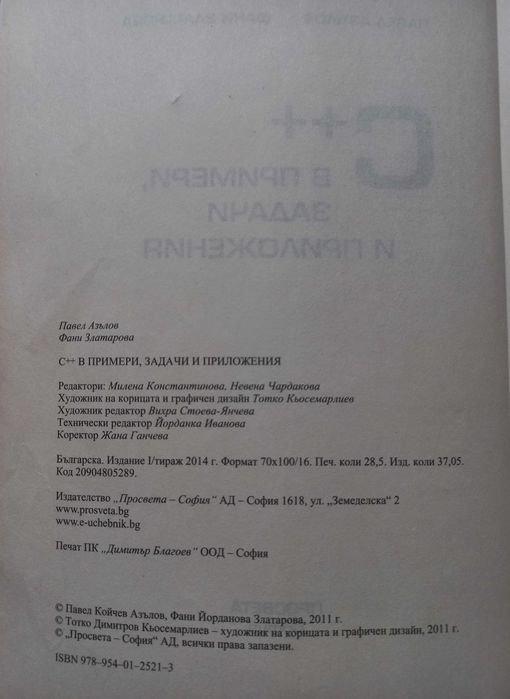 Павел Азълов
Фани Златарова
C++ В ПРИМЕРИ, ЗАДАЧИ И ПРИЛОЖЕНИЯ
Редактори: Милена Константинова, Невена Чардакова
Художник на корицата и графичен дизайн Тотко Кьосемарлиев
Художник редактор Вихра Стоева-Янчева
Технически редактор Йорданка Иванова
Коректор Жана Ганчева
Българска. Издание I/тираж 2014 г. Формат 70x100/16. Печ. коли 28,5. Изд. коли 37,05.
Код 20904805289.
Издателство „Просвета – София“ АД – София 1618, ул. „Земеделска“ 2
www.prosveta.bg
www.e-uchebnik.bg
Печат ПК „Димитър Благоев“ ООД – София
© Павел Койчев Азълов, Фани Йорданова Златарова, 2011 г.
© Тотко Димитров Кьосемарлиев – художник на корицата и графичен дизайн, 2011 г.
© „Просвета – София“ АД, всички права запазени.
ISBN 978–954–01–2521–3